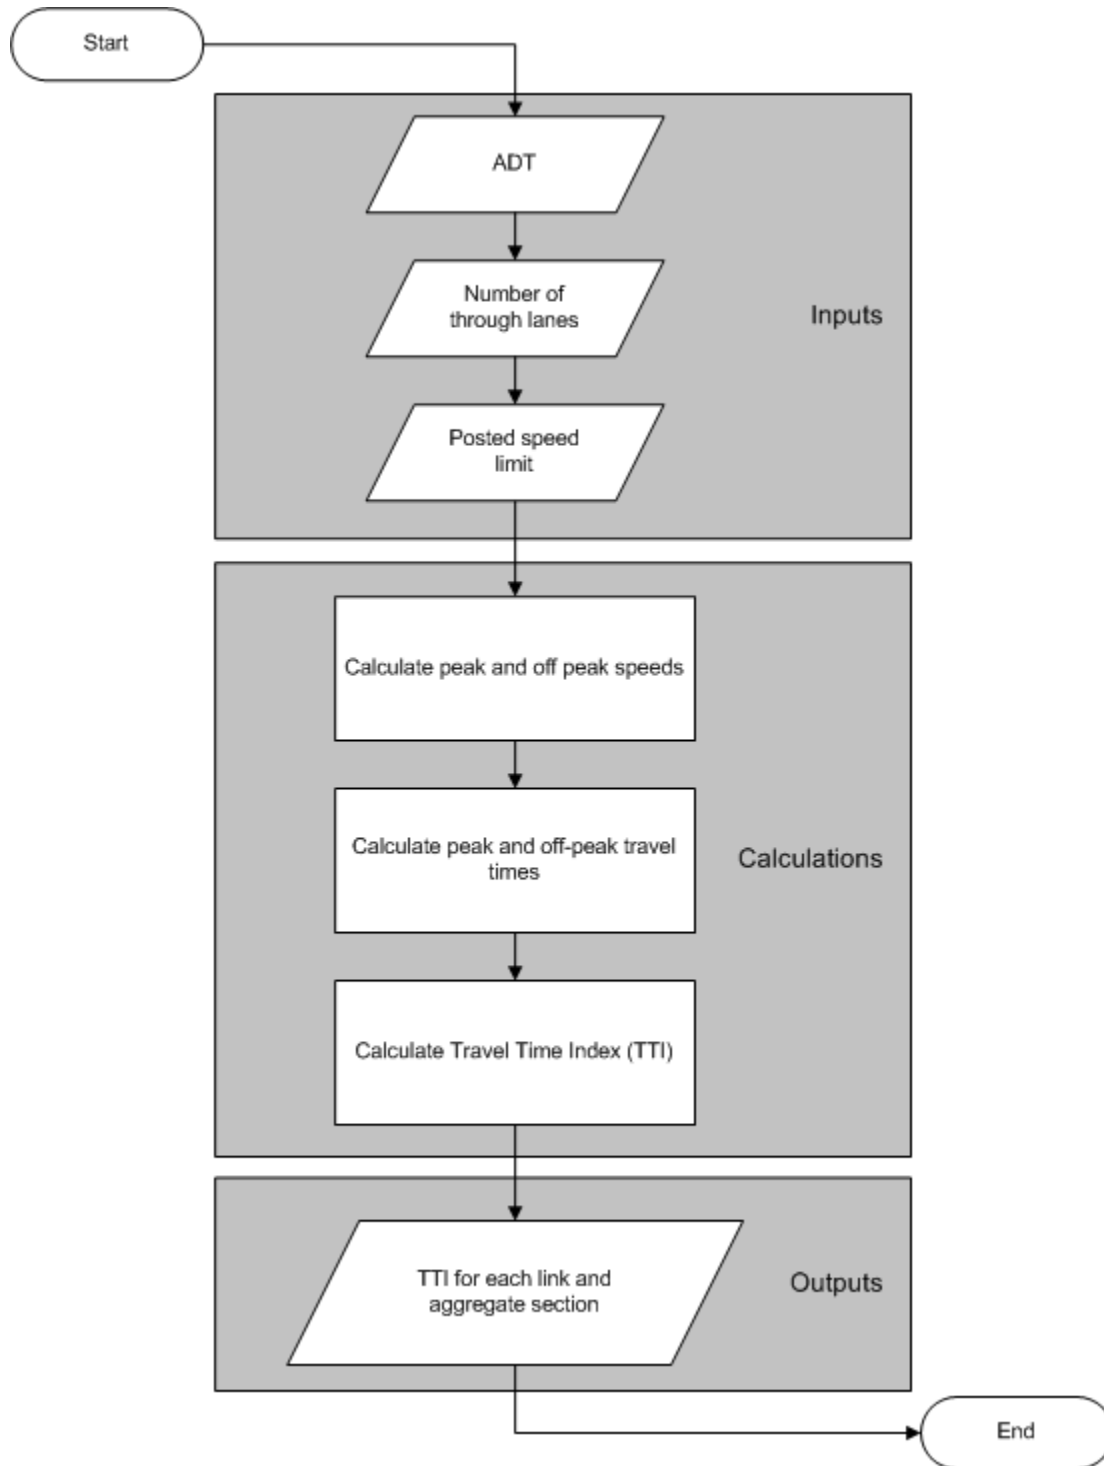 Start
ADT
Number of
through lanes
Inputs
Posted speed
limit
Calculate peak and off peak speeds
Calculate peak and off-peak travel
times
Calculations
Calculate Travel Time Index (TTI)
TTI for each link and
aggregate section
Outputs
End